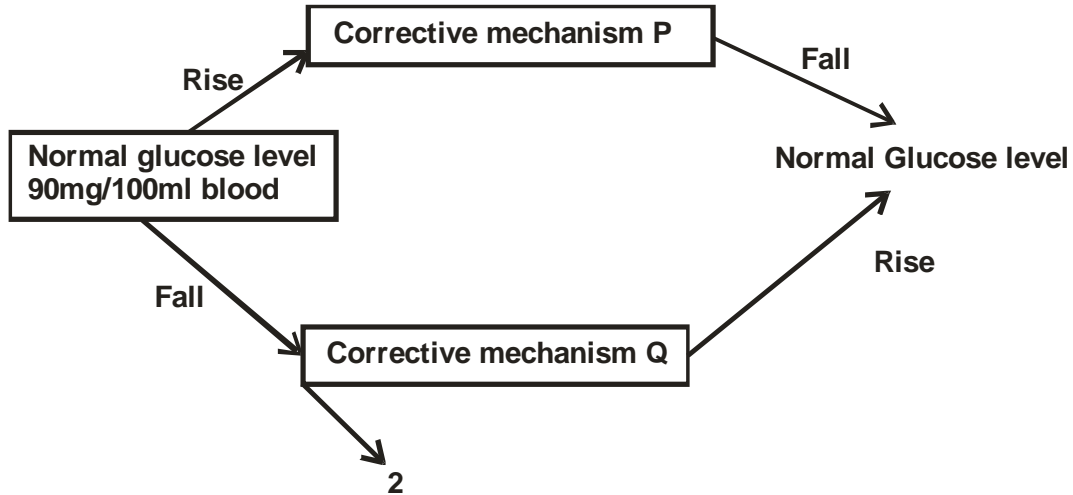 Corrective mechanism P
Rise
Fall
Normal glucose level
90mg/100ml blood
Normal Glucose level
Fall
Rise
Corrective mechanism Q
2